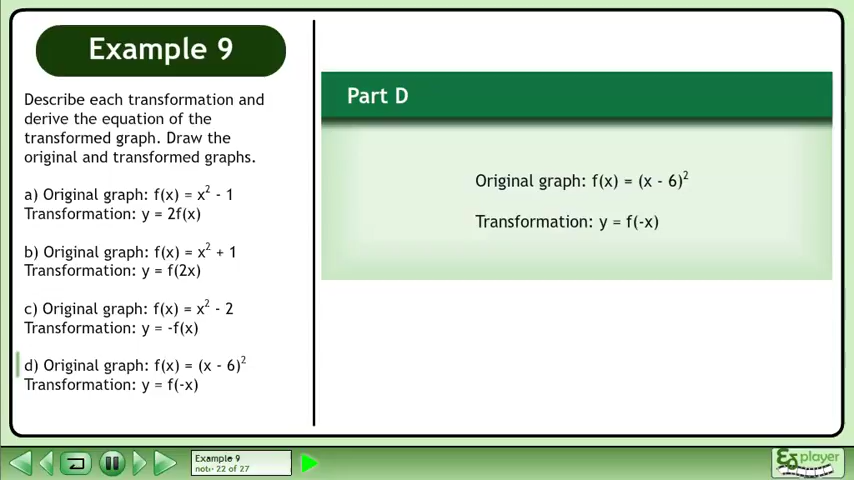 Example 9
Describe each transformation and
derive the equation of the
transformed graph. Draw the
original and transformed graphs.
a) Original graph: f(x) = x² - 1
Transformation: y = 2f(x)
b) Original graph: f(x) = x² + 1
Transformation: y = f(2x)
c) Original graph: f(x) = x² - 2
Transformation: y = -f(x)
d) Original graph: f(x) = (x - 6)²
Transformation: y = f(-x)
Part D
Original graph: f(x) = (x - 6)²
Transformation: y = f(-x)
Example 9
note 22 of 27
player